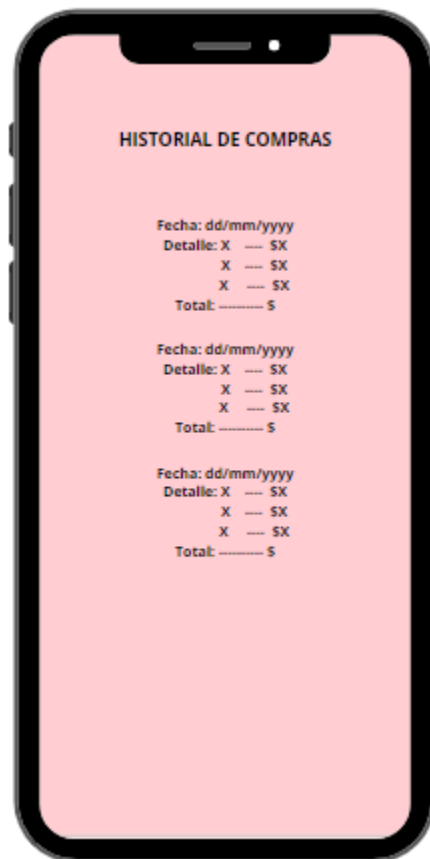 HISTORIAL DE COMPRAS
Fecha: dd/mm/yyyy
Detalle: X ---- $X
X ---- $X
X ---- $X
Total: ---------- $
Fecha: dd/mm/yyyy
Detalle: X ---- $X
X ---- $X
X ---- $X
Total: ---------- $
Fecha: dd/mm/yyyy
Detalle: X ---- $X
X ---- $X
X ---- $X
Total: ---------- $